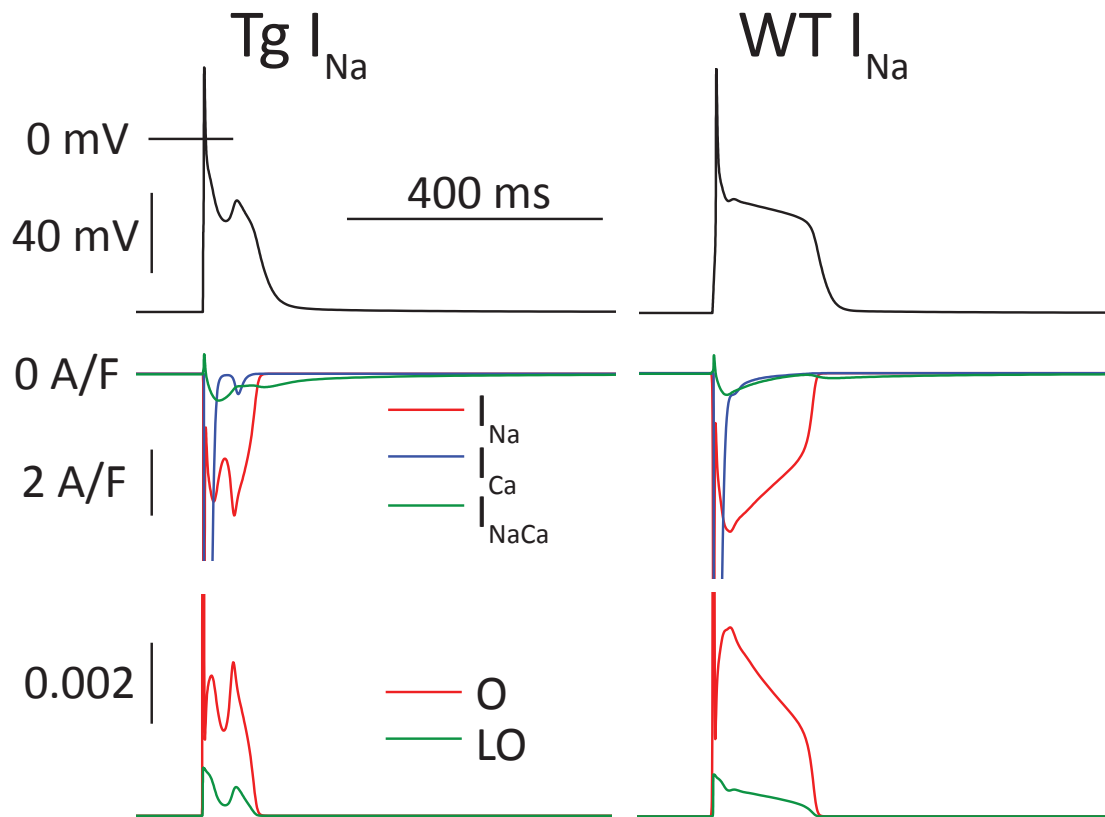 Tg I_Na
WT I_Na
0 mV
400 ms
40 mV
0 A/F
I_Na
2 A/F
I_Ca
I_NaCa
0.002
O
LO